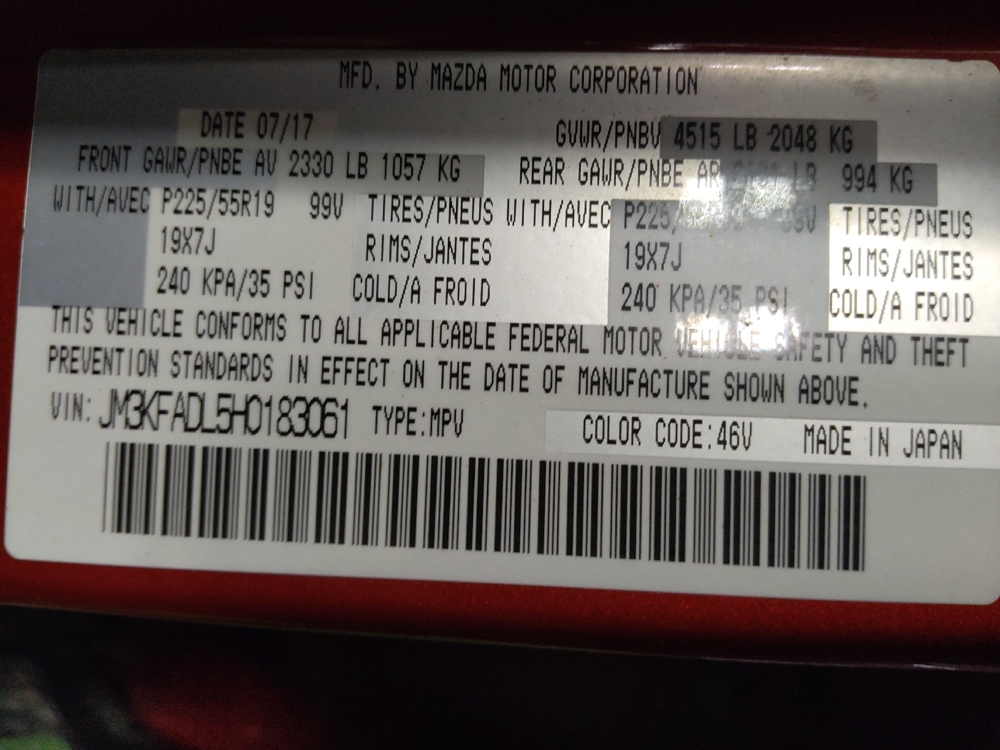 MFD. BY MAZDA MOTOR CORPORATION
DATE 07/17 GVWR/PNBV 4515 LB 2048 KG
FRONT GAWR/PNBE AV 2330 LB 1057 KG REAR GAWR/PNBE AR LB 994 KG
WITH/AVEC P225/55R19 99V TIRES/PNEUS WITH/AVEC TIRES/PNEUS
19X7J RIMS/JANTES 19X7J RIMS/JANTES
240 KPA/35 PSI COLD/A FROID 240 KPA/35 PSI COLD/A FROID
THIS VEHICLE CONFORMS TO ALL APPLICABLE FEDERAL MOTOR VEHICLE SAFETY AND THEFT
PREVENTION STANDARDS IN EFFECT ON THE DATE OF MANUFACTURE SHOWN ABOVE.
VIN: JM3KFADL5H0183061 TYPE:MPV COLOR CODE:46V MADE IN JAPAN